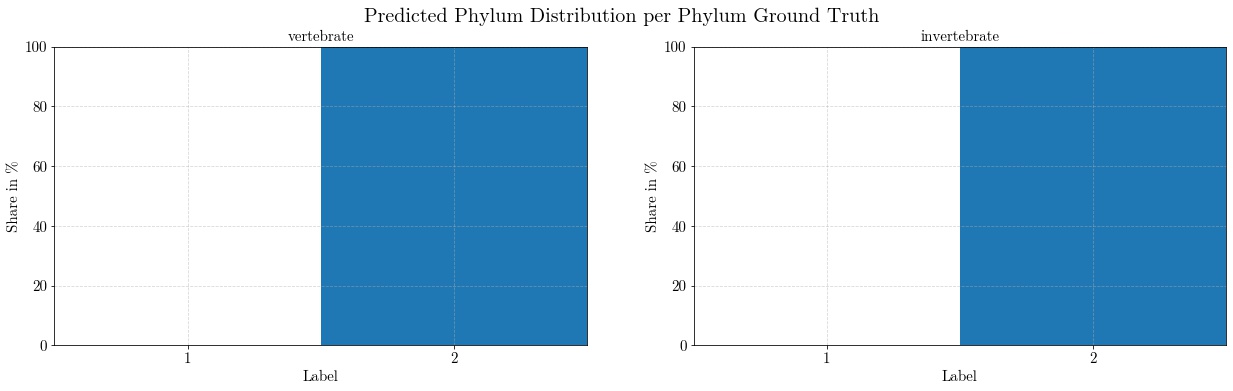 Predicted Phylum Distribution per Phylum Ground Truth
vertebrate
100
80
60
40
20
0
Share in %
1
2
Label
invertebrate
100
80
60
40
20
0
Share in %
1
2
Label